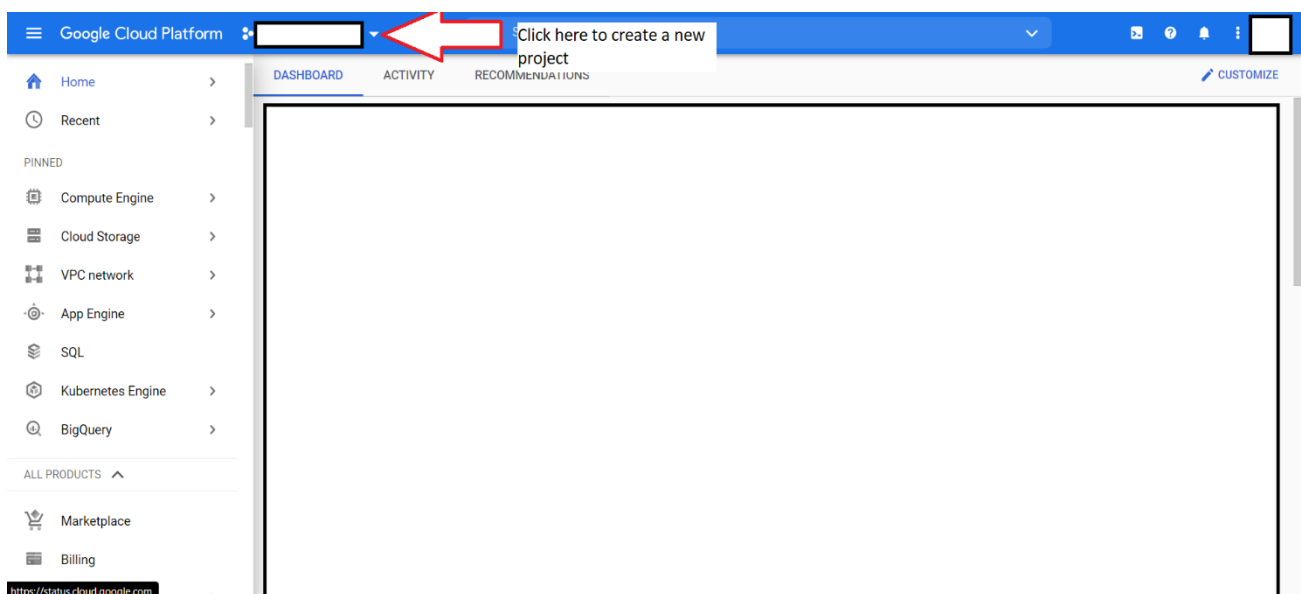 Google Cloud Platform
Click here to create a new
project
DASHBOARD
ACTIVITY
RECOMMENDATIONS
CUSTOMIZE
Home
Recent
PINNED
Compute Engine
Cloud Storage
VPC network
App Engine
SQL
Kubernetes Engine
BigQuery
ALL PRODUCTS
Marketplace
Billing
https://status.cloud.google.com